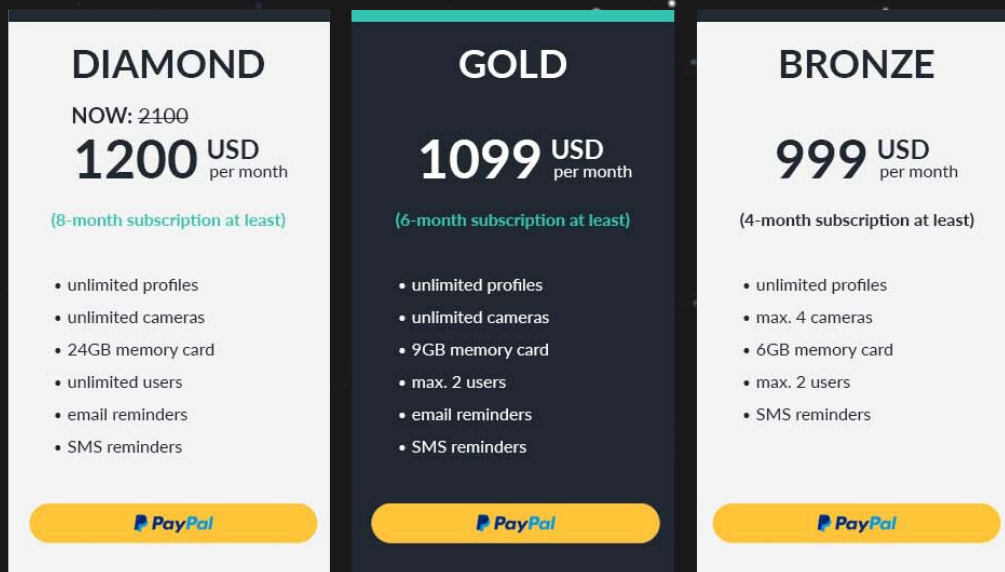 DIAMOND
NOW: 2100
1200 USD
per month
(8-month subscription at least)
• unlimited profiles
• unlimited cameras
• 24GB memory card
• unlimited users
• email reminders
• SMS reminders
PayPal
GOLD
1099 USD
per month
(6-month subscription at least)
• unlimited profiles
• unlimited cameras
• 9GB memory card
• max. 2 users
• email reminders
• SMS reminders
PayPal
BRONZE
999 USD
per month
(4-month subscription at least)
• unlimited profiles
• max. 4 cameras
• 6GB memory card
• max. 2 users
• SMS reminders
PayPal